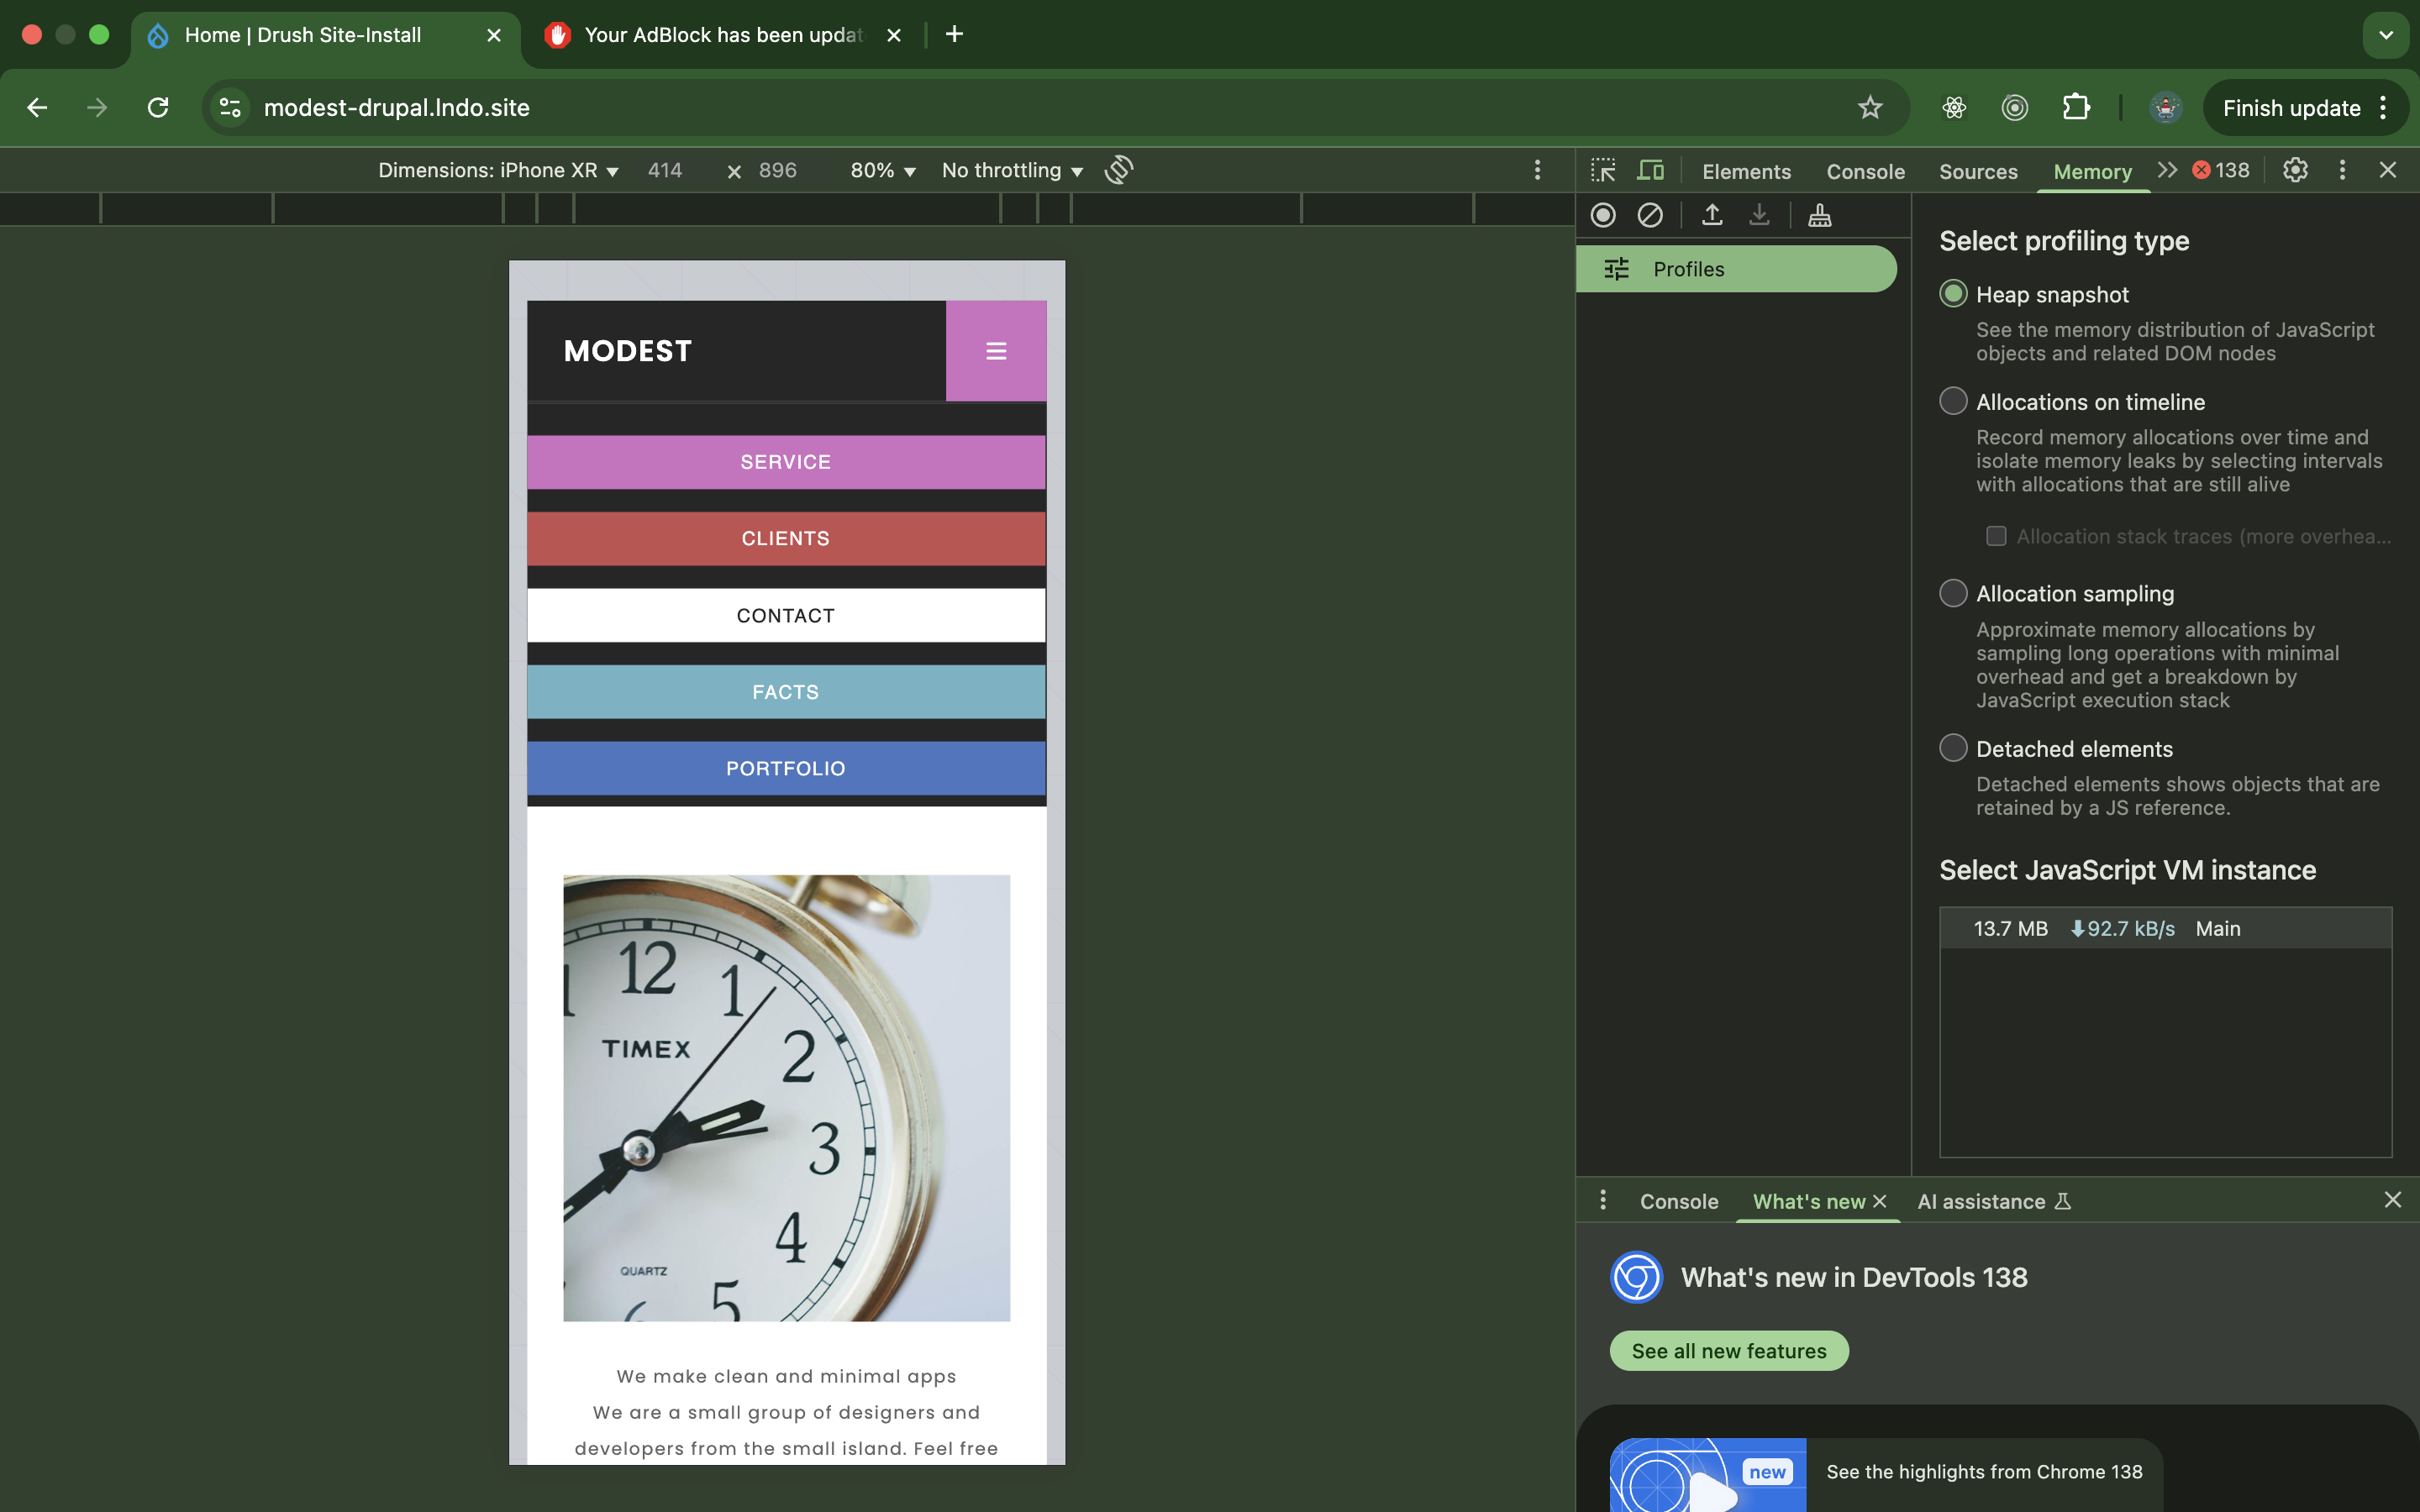 Home | Drush Site-Install
Your AdBlock has been updat
modest-drupal.lndo.site
Finish update
Dimensions: iPhone XR
414
×
896
80%
No throttling
Elements
Console
Sources
Memory
138
Profiles
Select profiling type
Heap snapshot
See the memory distribution of JavaScript
objects and related DOM nodes
Allocations on timeline
Record memory allocations over time and
isolate memory leaks by selecting intervals
with allocations that are still alive
Allocation stack traces (more overhea...
Allocation sampling
Approximate memory allocations by
sampling long operations with minimal
overhead and get a breakdown by
JavaScript execution stack
Detached elements
Detached elements shows objects that are
retained by a JS reference.
Select JavaScript VM instance
13.7 MB 92.7 kB/s Main
MODEST
SERVICE
CLIENTS
CONTACT
FACTS
PORTFOLIO
12
1
1
2
TIMEX
3
4
QUARTZ
5
6
We make clean and minimal apps
We are a small group of designers and
developers from the small island. Feel free
Console
What's new
AI assistance
What's new in DevTools 138
See all new features
new
See the highlights from Chrome 138